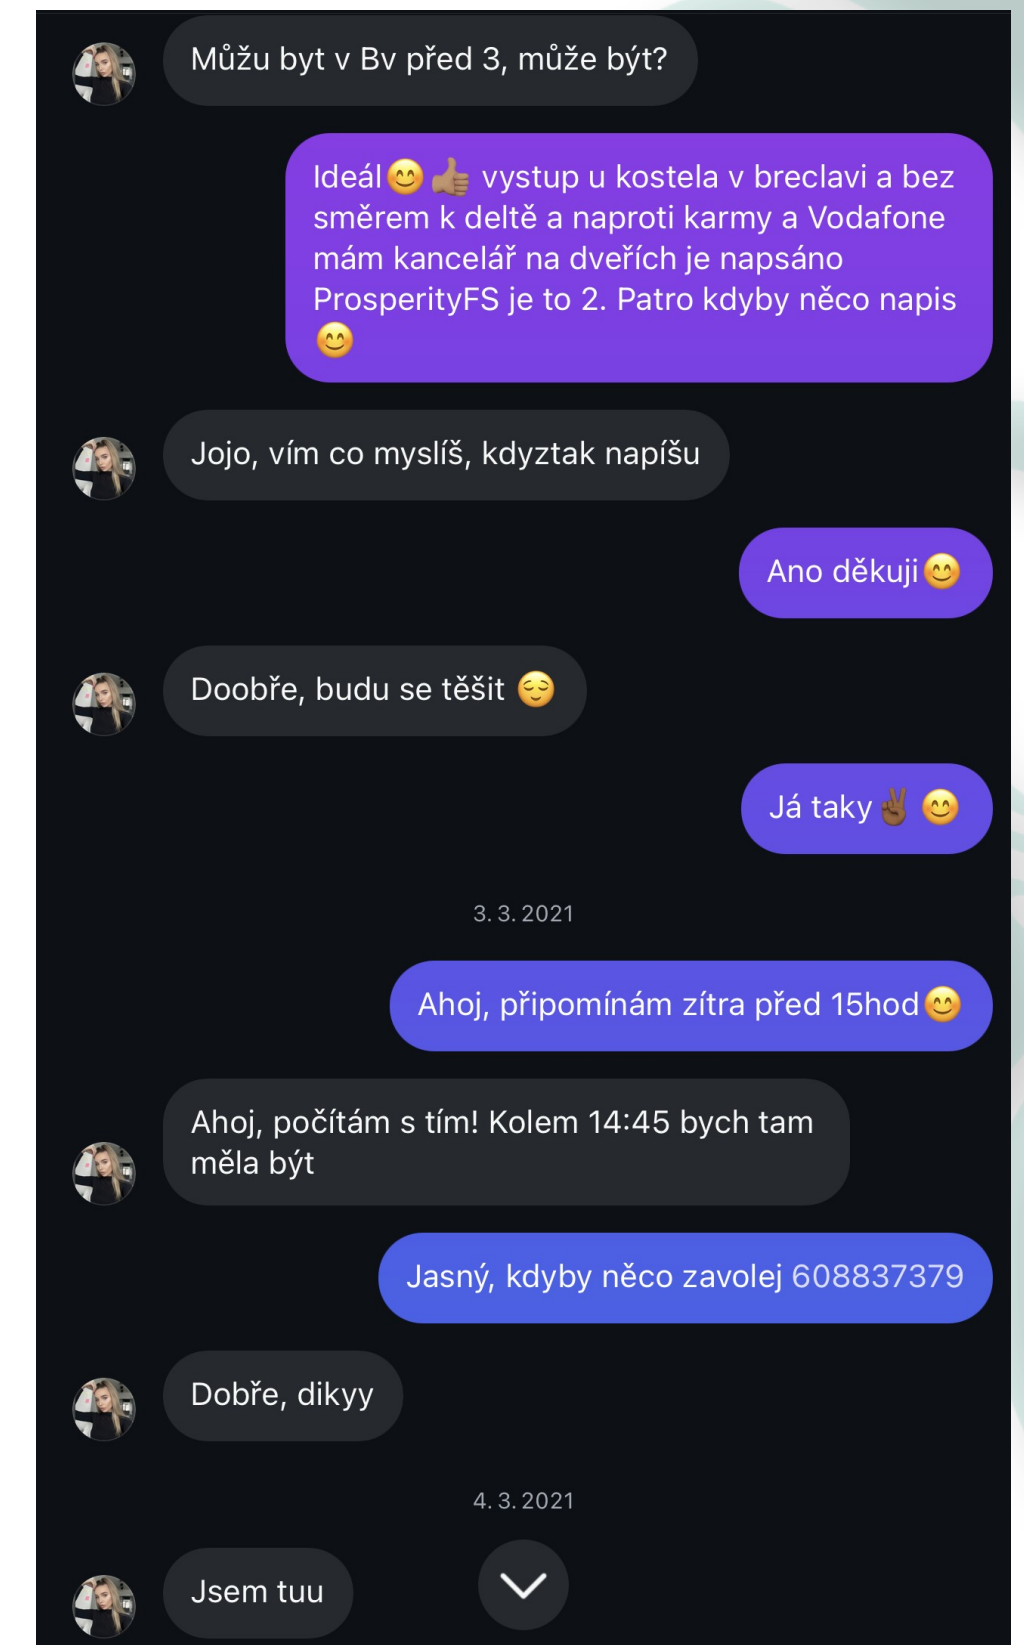 Můžu byt v Bv před 3, může být?
Ideál😊👍🏽 vystup u kostela v breclavi a bez
směrem k deltě a naproti karmy a Vodafone
mám kancelář na dveřích je napsáno
ProsperityFS je to 2. Patro kdyby něco napis
😊
Jojo, vím co myslíš, kdyztak napíšu
Ano děkuji😊
Doobře, budu se těšit 😌
Já taky✌🏾😊
3. 3. 2021
Ahoj, připomínám zítra před 15hod😊
Ahoj, počítám s tím! Kolem 14:45 bych tam
měla být
Jasný, kdyby něco zavolej 608837379
Dobře, dikyy
4. 3. 2021
Jsem tuu